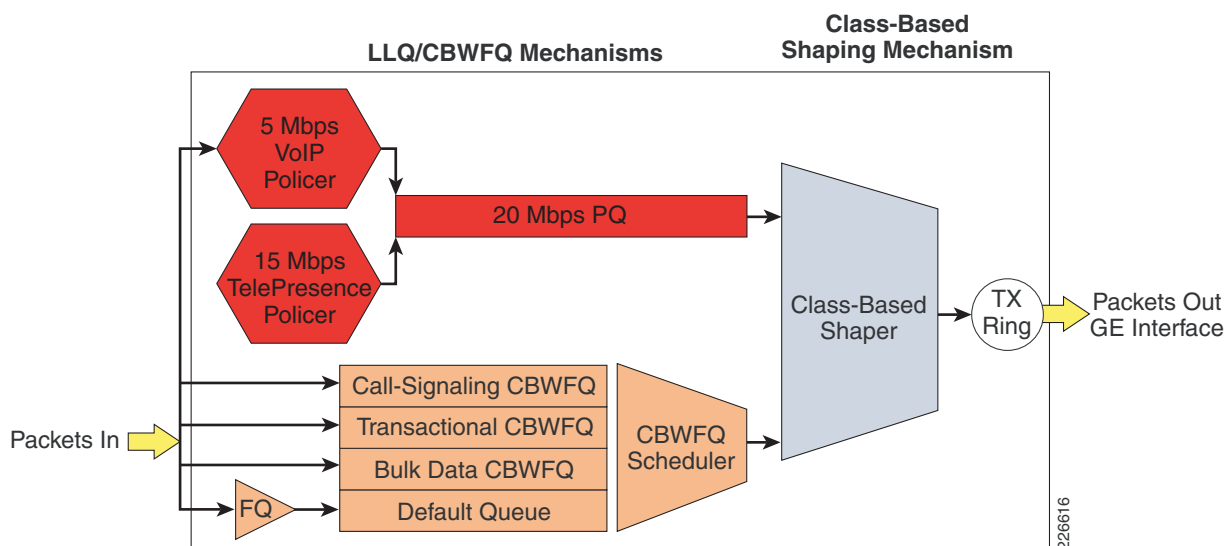 LLQ/CBWFQ Mechanisms
Class-Based
Shaping Mechanism
5 Mbps
VoIP
Policer
20 Mbps PQ
15 Mbps
TelePresence
Policer
Class-Based
Shaper
TX
Ring
Packets Out
GE Interface
Packets In
Call-Signaling CBWFQ
Transactional CBWFQ
Bulk Data CBWFQ
FQ
Default Queue
CBWFQ
Scheduler
226616